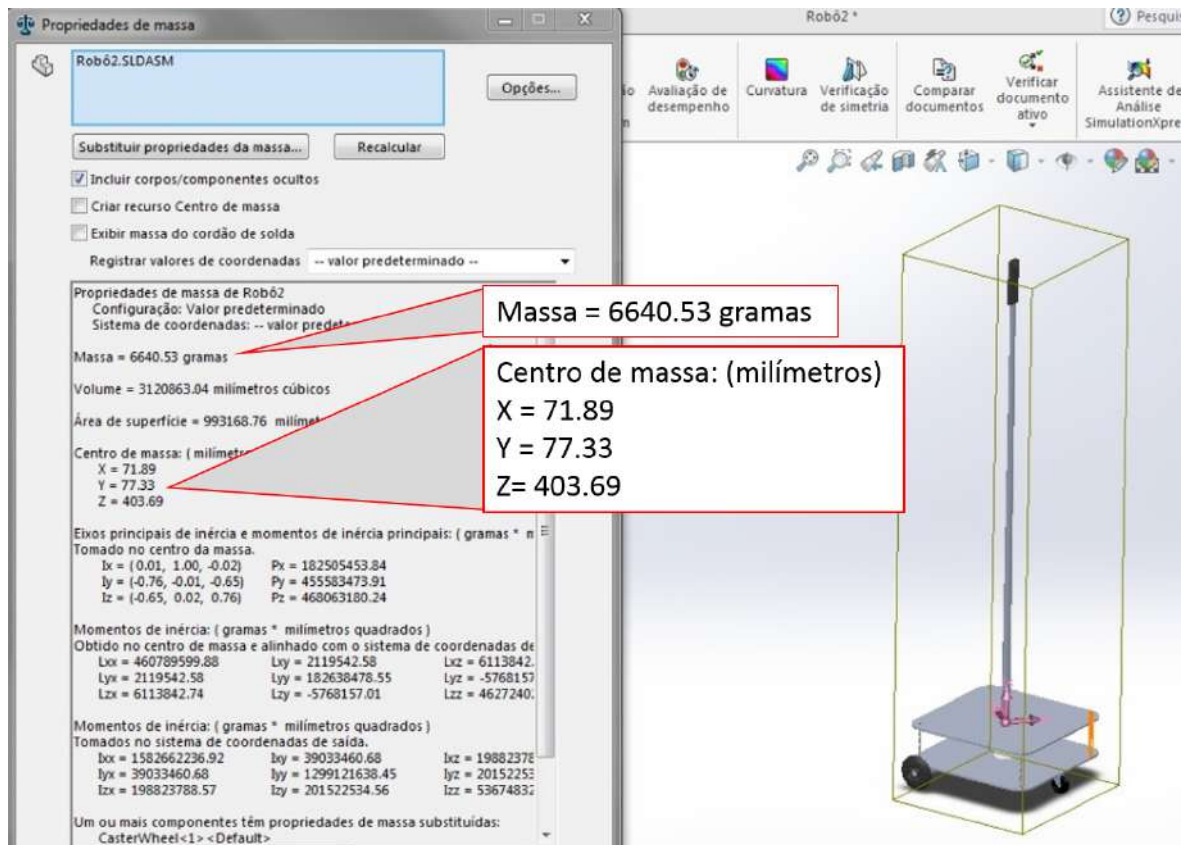 Propriedades de massa
Robô2.SLDASM
Opções...
Substituir propriedades da massa...
Recalcular
Incluir corpos/componentes ocultos
Criar recurso Centro de massa
Exibir massa do cordão de solda
Registrar valores de coordenadas -- valor predeterminado --
Propriedades de massa de Robô2
Configuração: Valor predeterminado
Sistema de coordenadas: -- valor
Massa = 6640.53 gramas
Volume = 3120863.04 milímetros cúbicos
Área de superfície = 993168.76
Centro de massa: (
X = 71.89
Y = 77.33
Z = 403.69
Eixos principais de inércia e momentos de inércia principais: ( gramas *
Tomado no centro da massa.
Ix = (0.01, 1.00, -0.02) Px = 182505453.84
Iy = (-0.76, -0.01, -0.65) Py = 455583473.91
Iz = (-0.65, 0.02, 0.76) Pz = 468063180.24
Momentos de inércia: ( gramas * milímetros quadrados )
Obtido no centro de massa e alinhado com o sistema de coordenadas de
Lxx = 460789599.88 Lxy = 2119542.58 Lxz = 6113842.
Lyx = 2119542.58 Lyy = 182638478.55 Lyz = -5768157
Lzx = 6113842.74 Lzy = -5768157.01 Lzz = 4627240.
Momentos de inércia: ( gramas * milímetros quadrados )
Tomados no sistema de coordenadas de saída.
Ixx = 1582662236.92 Ixy = 39033460.68 Ixz = 19882378
Iyx = 39033460.68 Iyy = 1299121638.45 Iyz = 20152253
Izx = 198823788.57 Izy = 201522534.56 Izz = 53674832
Um ou mais componentes têm propriedades de massa substituídas:
CasterWheel<1> <Default>
Massa = 6640.53 gramas
Centro de massa: (milímetros)
X = 71.89
Y = 77.33
Z= 403.69
Robô2 *
Avaliação de desempenho
Curvatura
Verificação de simetria
Comparar documentos
Verificar documento ativo
Assistente de Análise